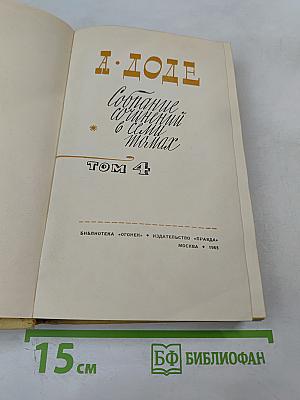 А·ДОДЕ
Собрание
сочинений
в семи
томах
ТОМ 4
БИБЛИОТЕКА «ОГОНЕК» • ИЗДАТЕЛЬСТВО «ПРАВДА»
МОСКВА • 1965
15 см
БФ БИБЛИОФАН